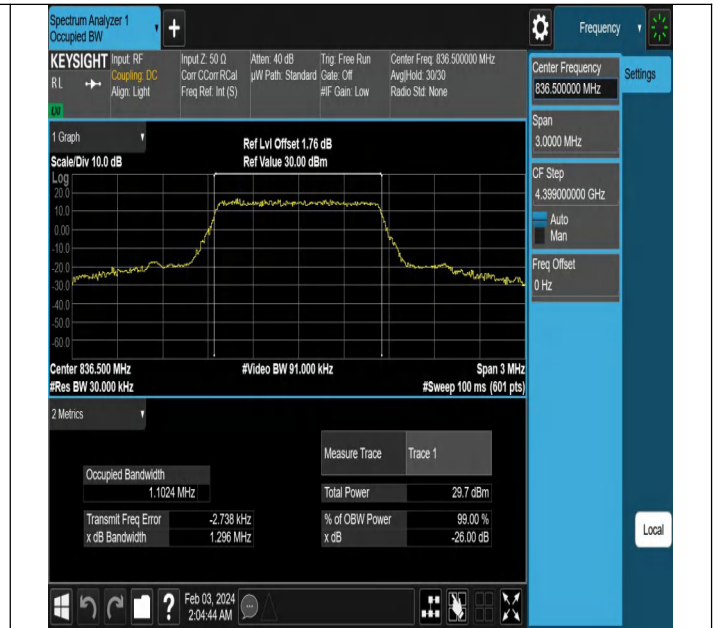 Spectrum Analyzer 1
Occupied BW
+
Frequency
KEYSIGHT
R L
LXI
Input: RF
Coupling: DC
Align: Light
Input Z: 50 Ω
Corr CCorr RCal
Freq Ref: Int (S)
Atten: 40 dB
µW Path: Standard
Trig: Free Run
Gate: Off
#IF Gain: Low
Center Freq: 836.500000 MHz
Avg|Hold: 30/30
Radio Std: None
Center Frequency
836.500000 MHz
Settings
Span
3.0000 MHz
CF Step
4.399000000 GHz
Auto
Man
Freq Offset
0 Hz
1 Graph
Scale/Div 10.0 dB
Ref Lvl Offset 1.76 dB
Ref Value 30.00 dBm
Log
20.0
10.0
0.00
-10.0
-20.0
-30.0
-40.0
-50.0
-60.0
Center 836.500 MHz
#Video BW 91.000 kHz
Span 3 MHz
#Res BW 30.000 kHz
#Sweep 100 ms (601 pts)
2 Metrics
Measure Trace Trace 1
Occupied Bandwidth
1.1024 MHz
Total Power 29.7 dBm
Transmit Freq Error -2.738 kHz
% of OBW Power 99.00 %
x dB Bandwidth 1.296 MHz
x dB -26.00 dB
Local
?
Feb 03, 2024
2:04:44 AM